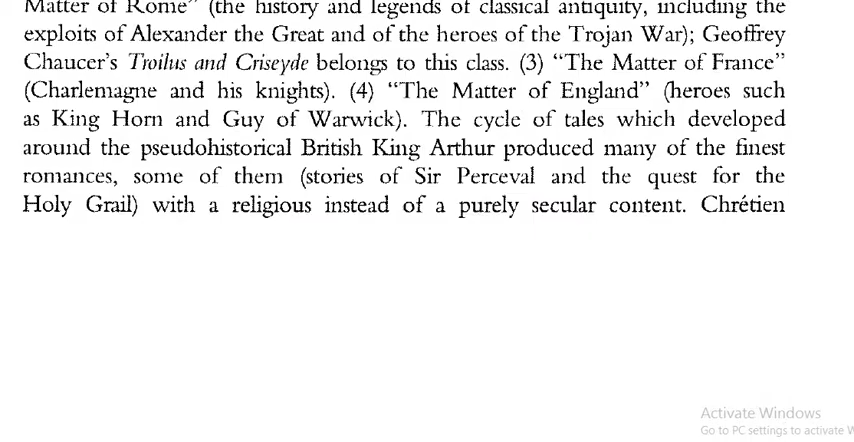 Matter of Rome” (the history and legends of classical antiquity, including the
exploits of Alexander the Great and of the heroes of the Trojan War); Geoffrey
Chaucer’s Troilus and Criseyde belongs to this class. (3) “The Matter of France”
(Charlemagne and his knights). (4) “The Matter of England” (heroes such
as King Horn and Guy of Warwick). The cycle of tales which developed
around the pseudohistorical British King Arthur produced many of the finest
romances, some of them (stories of Sir Perceval and the quest for the
Holy Grail) with a religious instead of a purely secular content. Chrétien
Activate Windows
Go to PC settings to activate W